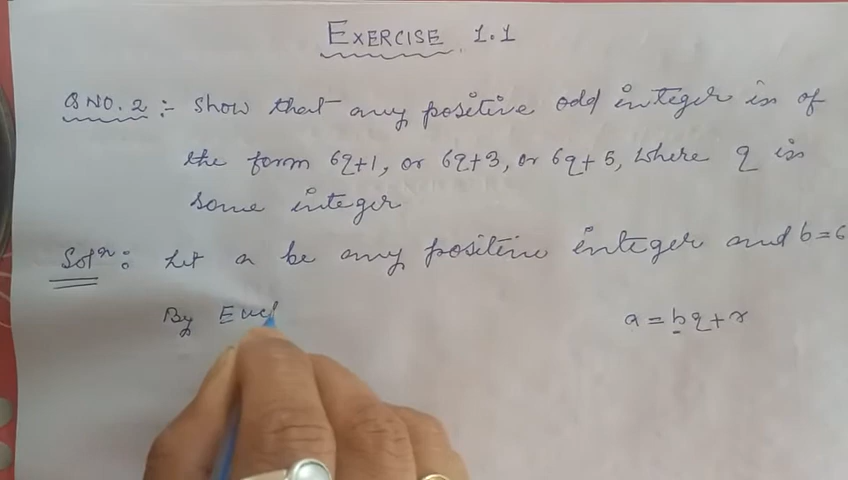 EXERCISE 1.1
Q NO. 2 :- Show that any positive odd integer is of
the form 6q+1, or 6q+3, or 6q+5, where q is
some integer
Solⁿ : Let a be any positive integer and b=6
By Eucl
a = bq+r